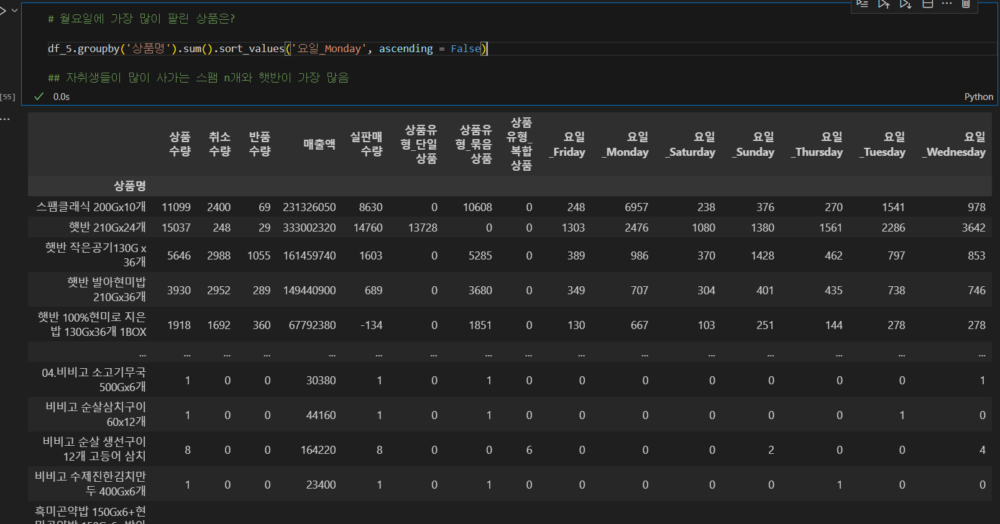 # 월요일에 가장 많이 팔린 상품은?
df_5.groupby('상품명').sum().sort_values('요일_Monday', ascending = False)
## 자취생들이 많이 사가는 스팸 n개와 햇반이 가장 많음
[55]
0.0s
Python
상품 수량 취소 수량 반품 수량 매출액 실판매 수량 상품유형_단일상품 상품유형_묶음상품 상품유형_복합상품 요일_Friday 요일_Monday 요일_Saturday 요일_Sunday 요일_Thursday 요일_Tuesday 요일_Wednesday
상품명
스팸클래식 200Gx10개 11099 2400 69 231326050 8630 0 10608 0 248 6957 238 376 270 1541 978
햇반 210Gx24개 15037 248 29 333002320 14760 13728 0 0 1303 2476 1080 1380 1561 2286 3642
햇반 작은공기130G x 36개 5646 2988 1055 161459740 1603 0 5285 0 389 986 370 1428 462 797 853
햇반 발아현미밥 210Gx36개 3930 2952 289 149440900 689 0 3680 0 349 707 304 401 435 738 746
햇반 100%현미로 지은밥 130Gx36개 1BOX 1918 1692 360 67792380 -134 0 1851 0 130 667 103 251 144 278 278
... ... ... ... ... ... ... ... ... ... ... ... ... ... ... ...
04.비비고 소고기무국 500Gx6개 1 0 0 30380 1 0 1 0 0 0 0 0 0 0 1
비비고 순살삼치구이 60x12개 1 0 0 44160 1 0 1 0 0 0 0 0 0 1 0
비비고 순살 생선구이 12개 고등어 삼치 8 0 0 164220 8 0 0 6 0 0 0 2 0 0 4
비비고 수제진한김치만두 400Gx6개 1 0 0 23400 1 0 1 0 0 0 0 0 1 0 0
흑미곤약밥 150Gx6+현